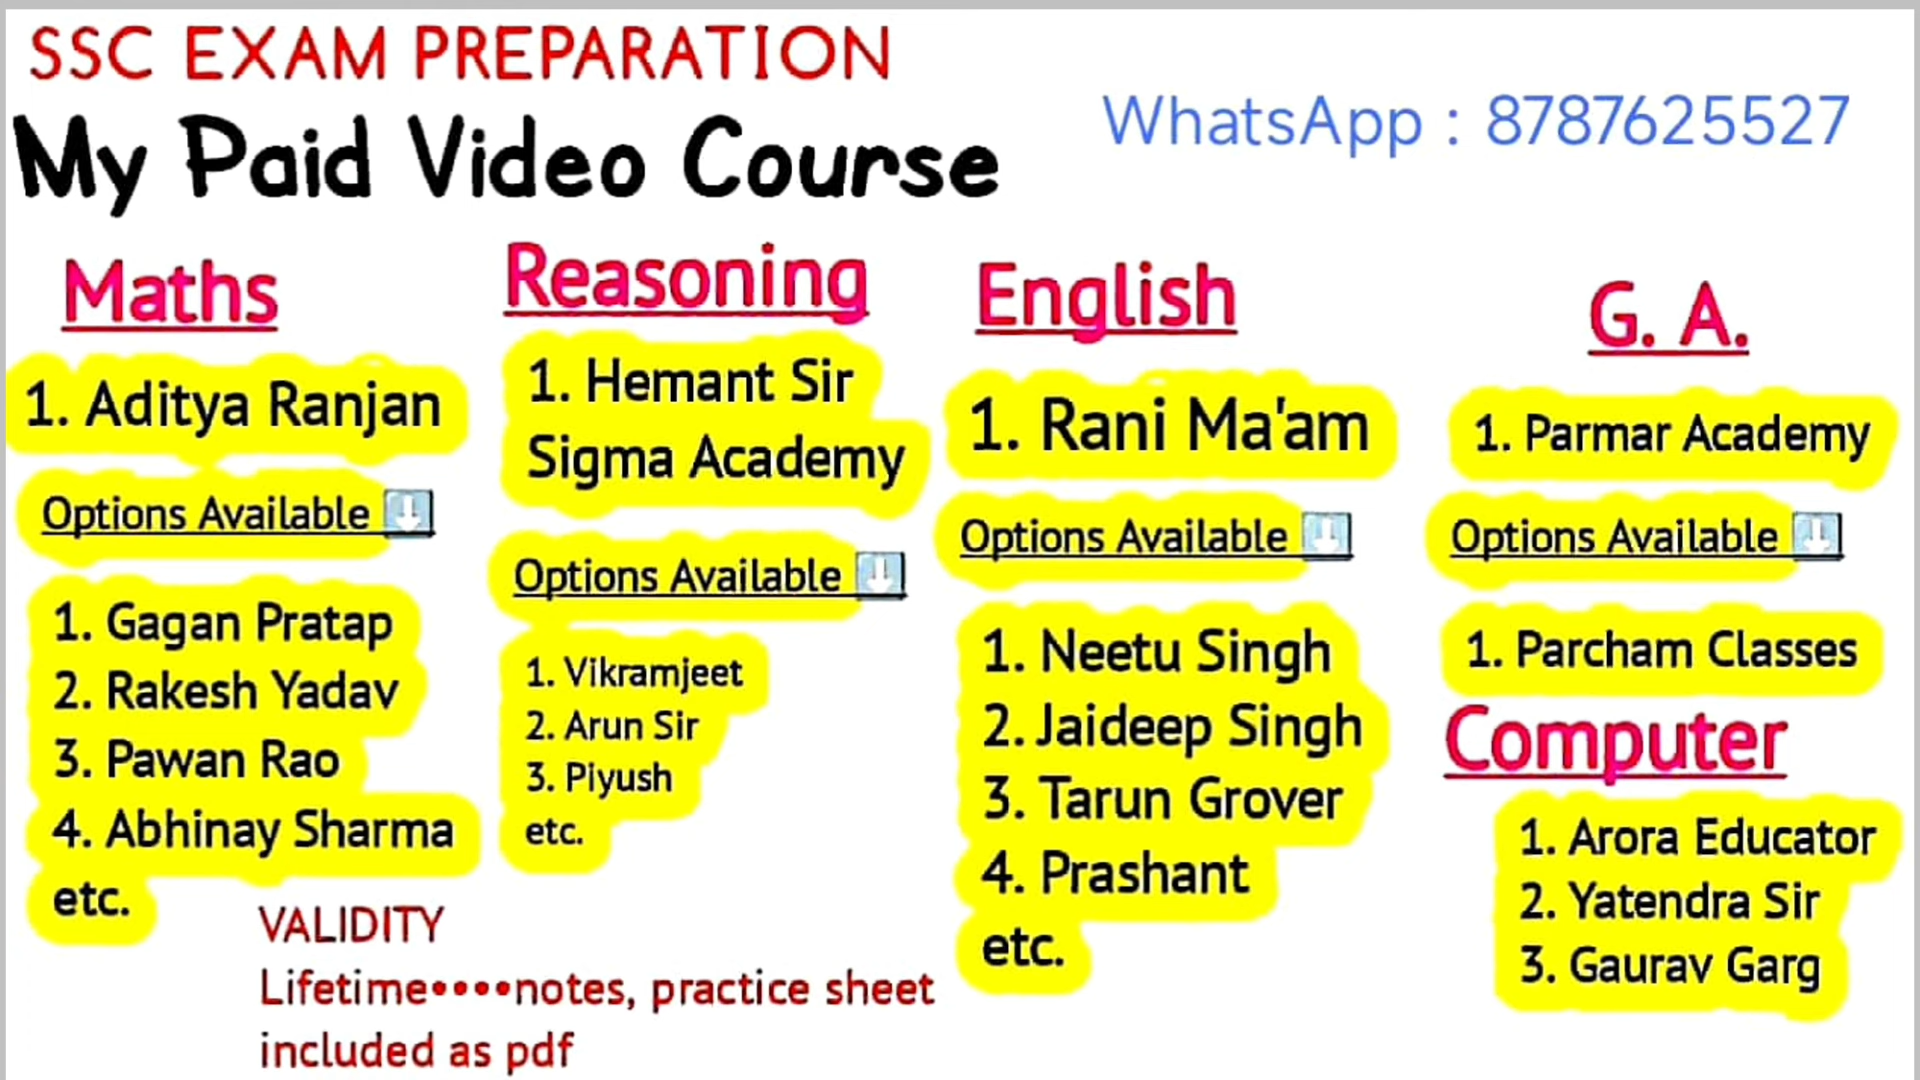 SSC EXAM PREPARATION
My Paid Video Course
WhatsApp : 8787625527
Maths
1. Aditya Ranjan
Options Available ⬇️
1. Gagan Pratap
2. Rakesh Yadav
3. Pawan Rao
4. Abhinay Sharma
etc.
Reasoning
1. Hemant Sir
Sigma Academy
Options Available ⬇️
1. Vikramjeet
2. Arun Sir
3. Piyush
etc.
English
1. Rani Ma'am
Options Available ⬇️
1. Neetu Singh
2. Jaideep Singh
3. Tarun Grover
4. Prashant
etc.
G. A.
1. Parmar Academy
Options Available ⬇️
1. Parcham Classes
Computer
1. Arora Educator
2. Yatendra Sir
3. Gaurav Garg
VALIDITY
Lifetime••••notes, practice sheet
included as pdf